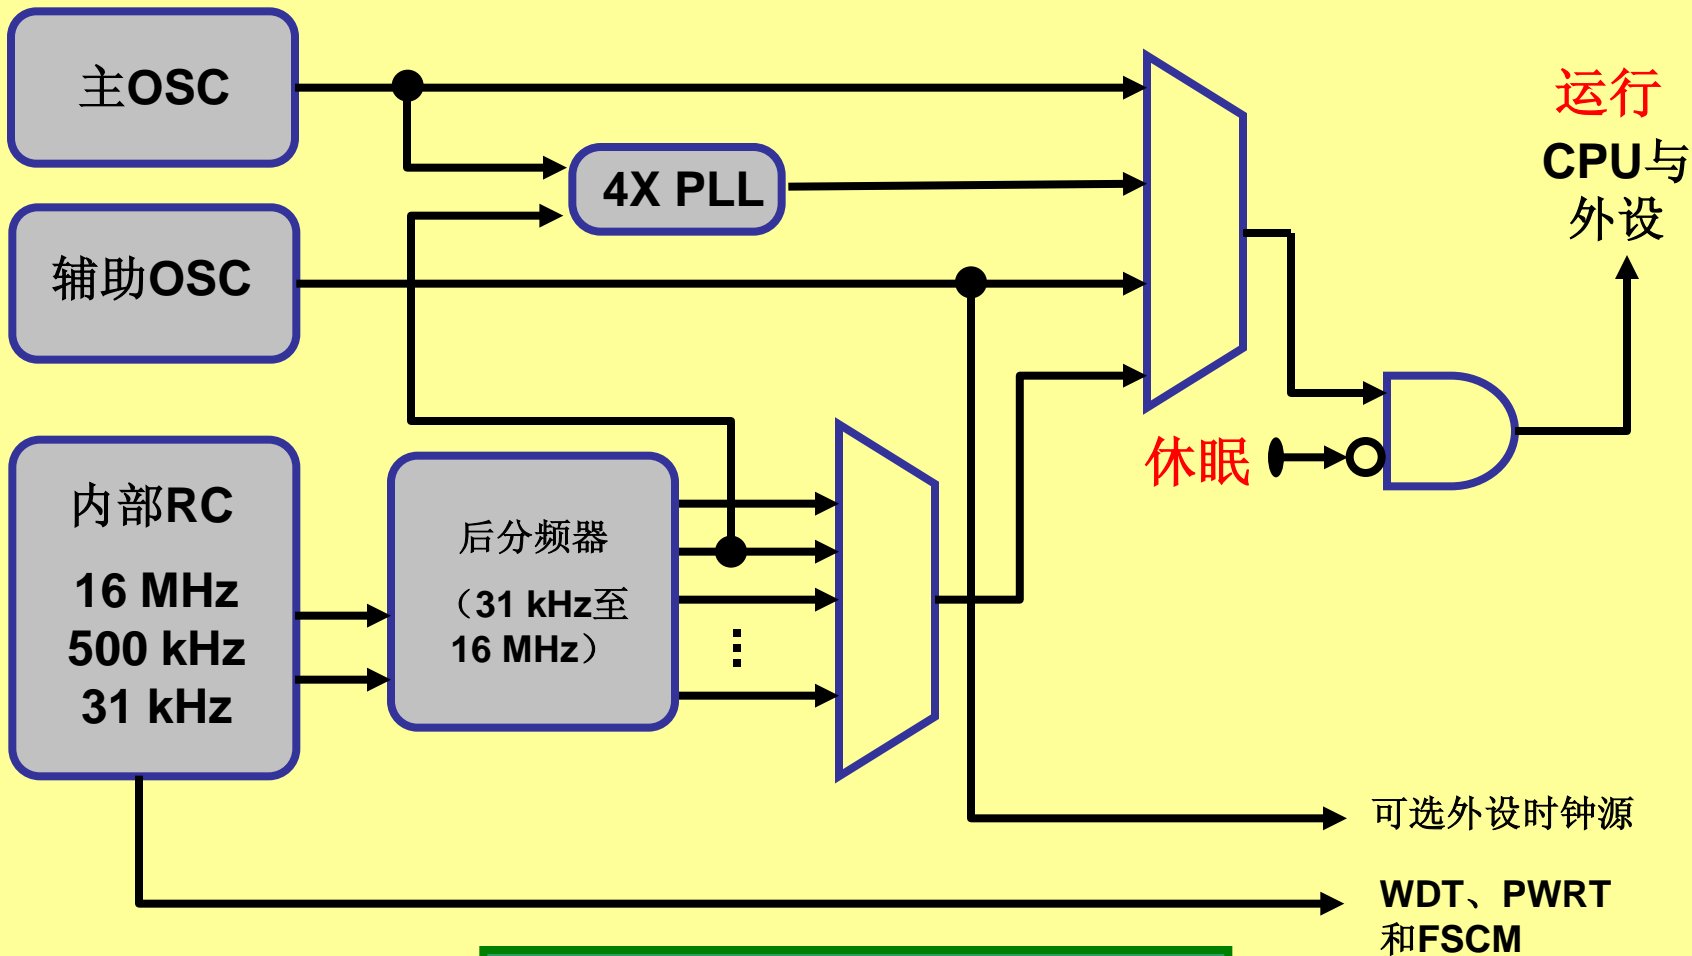 主OSC
4X PLL
辅助OSC
内部RC
16 MHz
500 kHz
31 kHz
后分频器
（31 kHz至
16 MHz）
运行
CPU与
外设
休眠
可选外设时钟源
WDT、PWRT
和FSCM